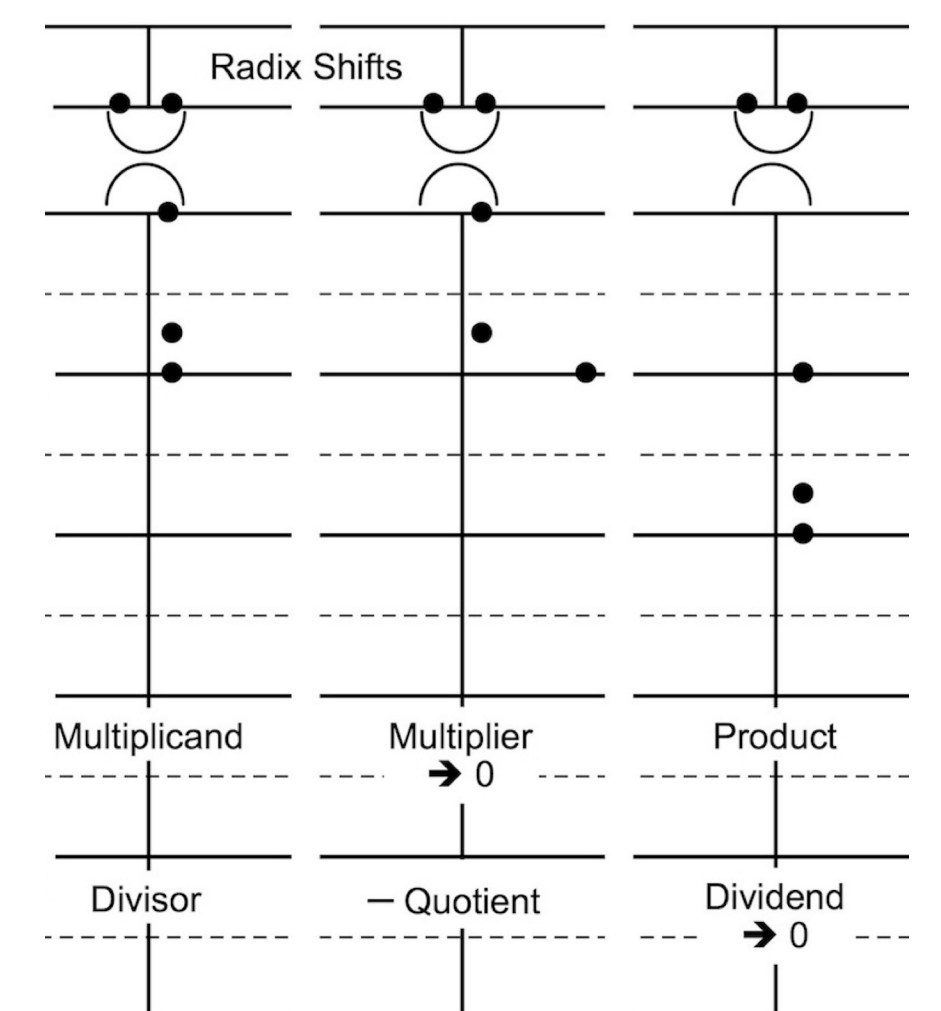 Radix Shifts
Multiplicand
Multiplier
Product
➔ 0
Divisor
– Quotient
Dividend
➔ 0